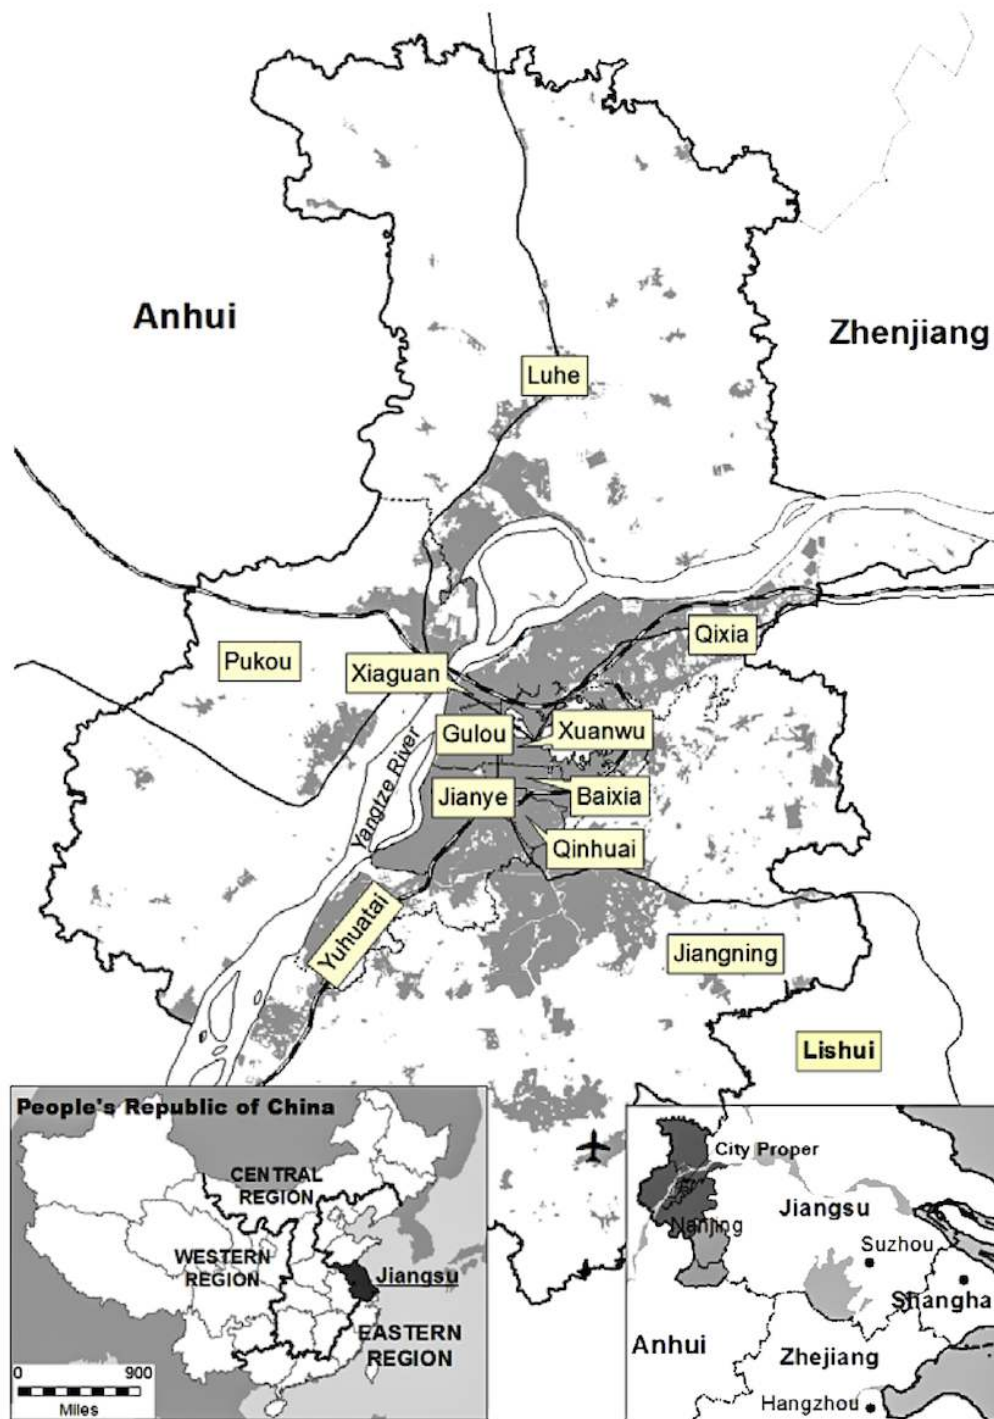 Anhui
Zhenjiang
Luhe
Qixia
Pukou
Xiaguan
Gulou
Xuanwu
Yangtze River
Jianye
Baixia
Qinhuai
Yuhuatai
Jiangning
Lishui
People's Republic of China
CENTRAL
REGION
WESTERN
REGION
Jiangsu
EASTERN
REGION
0 900
Miles
City Proper
Jiangsu
Nanjing
Suzhou
Shangha
Anhui
Zhejiang
Hangzhou